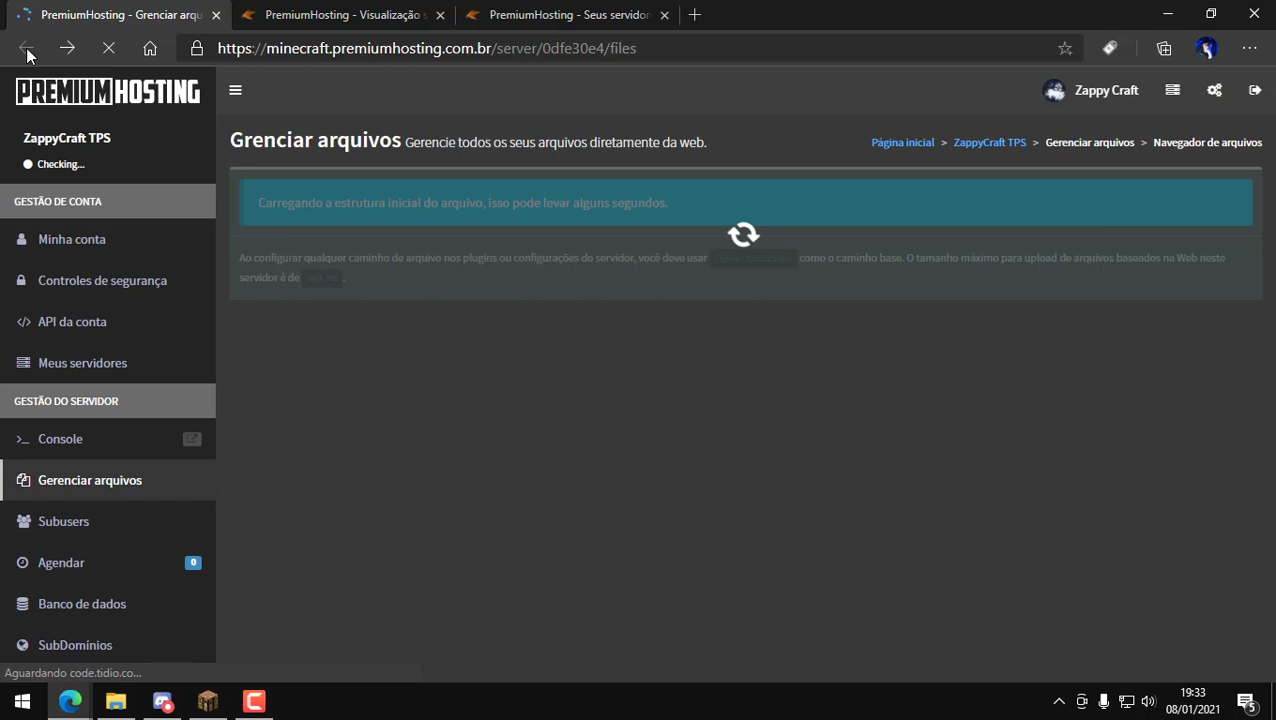 PremiumHosting - Grenciar arqu
PremiumHosting - Visualização s
PremiumHosting - Seus servidor
https://minecraft.premiumhosting.com.br/server/0dfe30e4/files
PREMIUMHOSTING
Zappy Craft
ZappyCraft TPS
Checking...
Grenciar arquivos Gerencie todos os seus arquivos diretamente da web.
Página inicial > ZappyCraft TPS > Gerenciar arquivos > Navegador de arquivos
GESTÃO DE CONTA
Minha conta
Controles de segurança
API da conta
Meus servidores
Carregando a estrutura inicial do arquivo, isso pode levar alguns segundos.
Ao configurar qualquer caminho de arquivo nos plugins ou configurações do servidor, você deve usar como o caminho base. O tamanho máximo para upload de arquivos baseados na Web neste
servidor é de .
GESTÃO DO SERVIDOR
Console
Gerenciar arquivos
Subusers
Agendar 0
Banco de dados
SubDomínios
Aguardando code.tidio.co...
19:33
08/01/2021
5